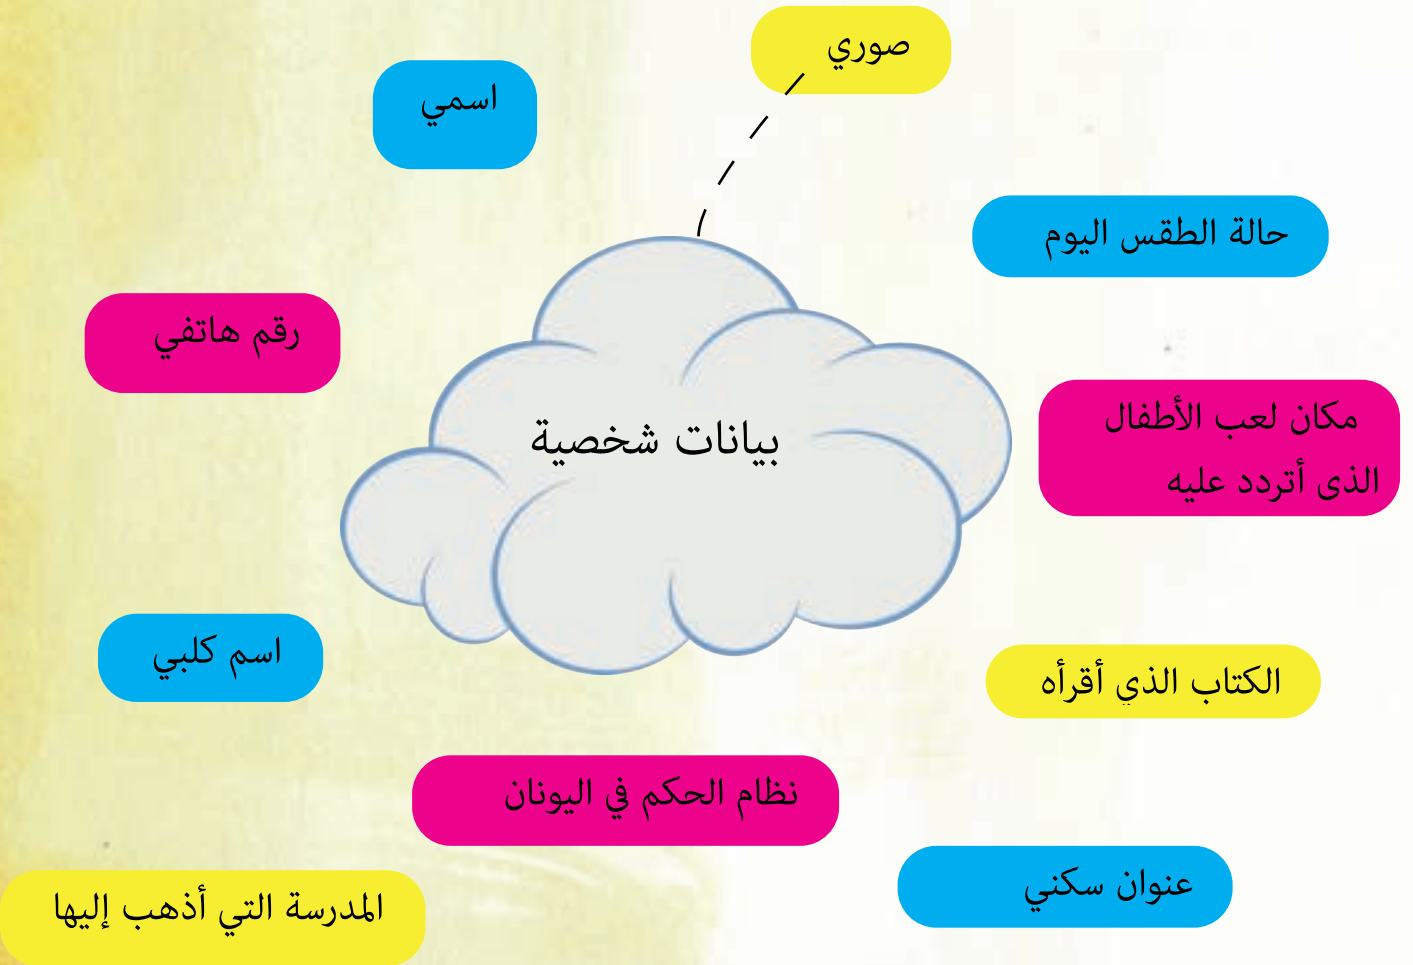 صوري
اسمي
حالة الطقس اليوم
رقم هاتفي
مكان لعب الأطفال
الذى أتردد عليه
بيانات شخصية
اسم كلبي
الكتاب الذي أقرأه
نظام الحكم في اليونان
عنوان سكني
المدرسة التي أذهب إليها